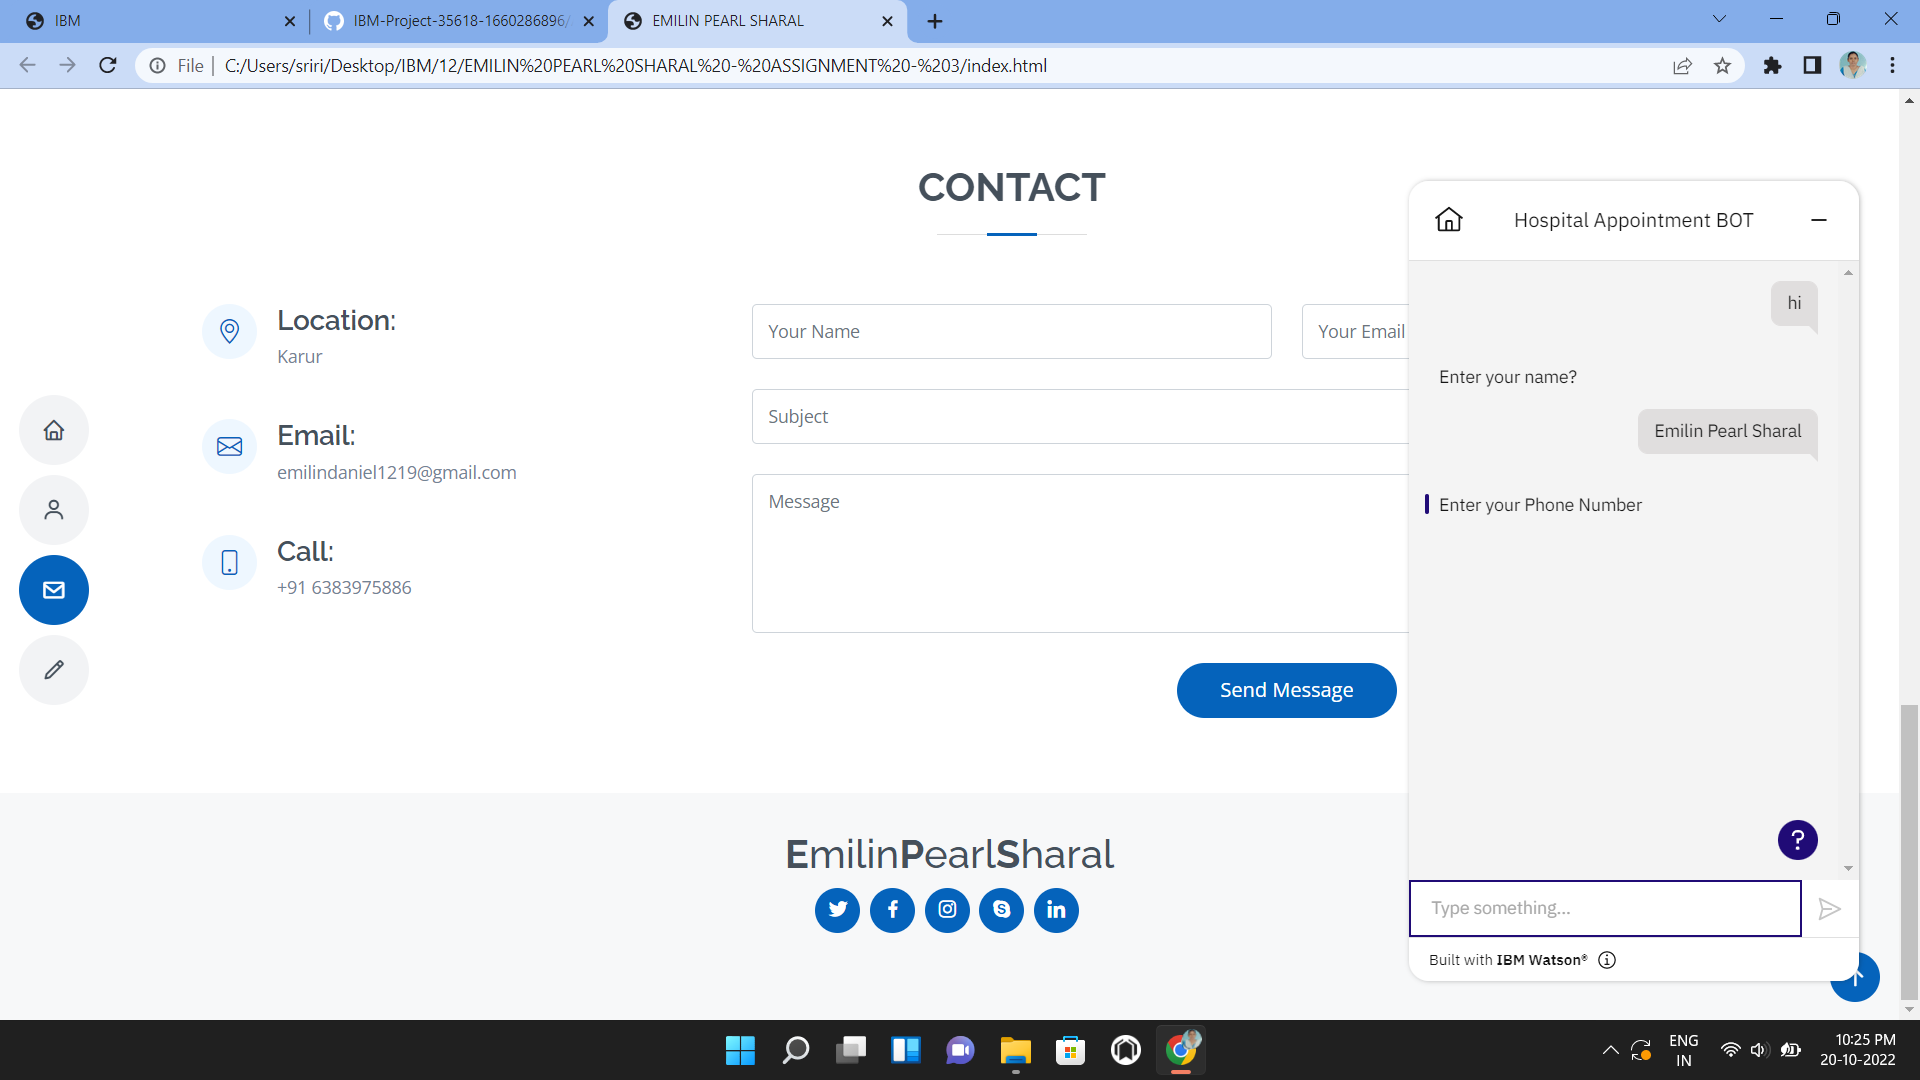 IBM
IBM-Project-35618-1660286896/
EMILIN PEARL SHARAL
File
C:/Users/sriri/Desktop/IBM/12/EMILIN%20PEARL%20SHARAL%20-%20ASSIGNMENT%20-%203/index.html
CONTACT
Location:
Karur
Email:
emilindaniel1219@gmail.com
Call:
+91 6383975886
Your Name
Your Email
Subject
Message
Send Message
Hospital Appointment BOT
hi
Enter your name?
Emilin Pearl Sharal
Enter your Phone Number
?
Type something...
Built with IBM Watson®
EmilinPearlSharal
ENG
IN
10:25 PM
20-10-2022